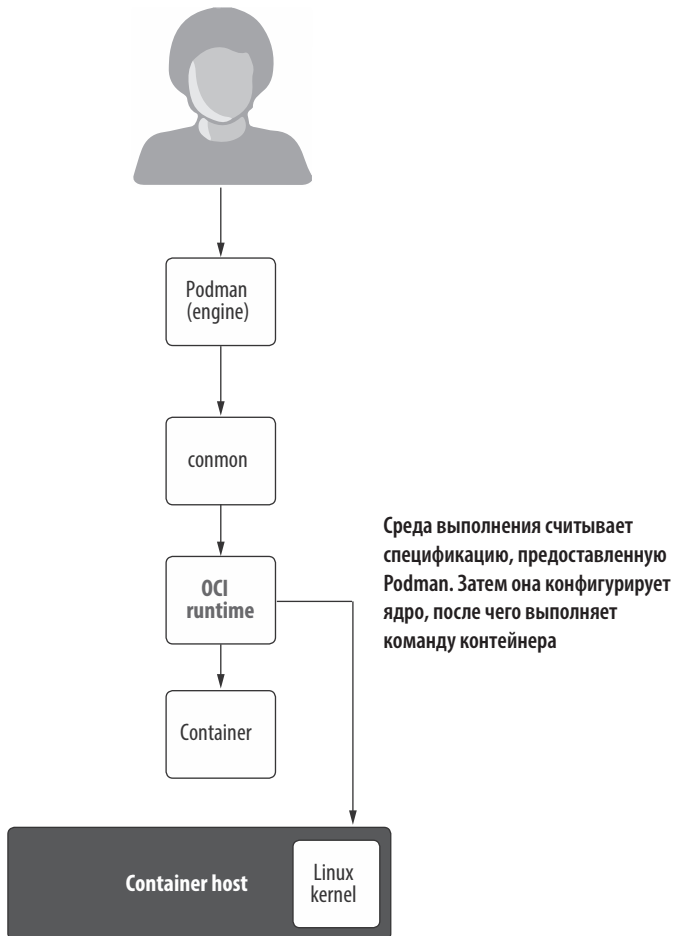 Podman
(engine)
conmon
OCI
runtime
Среда выполнения считывает
спецификацию, предоставленную
Podman. Затем она конфигурирует
ядро, после чего выполняет
команду контейнера
Container
Container host
Linux
kernel